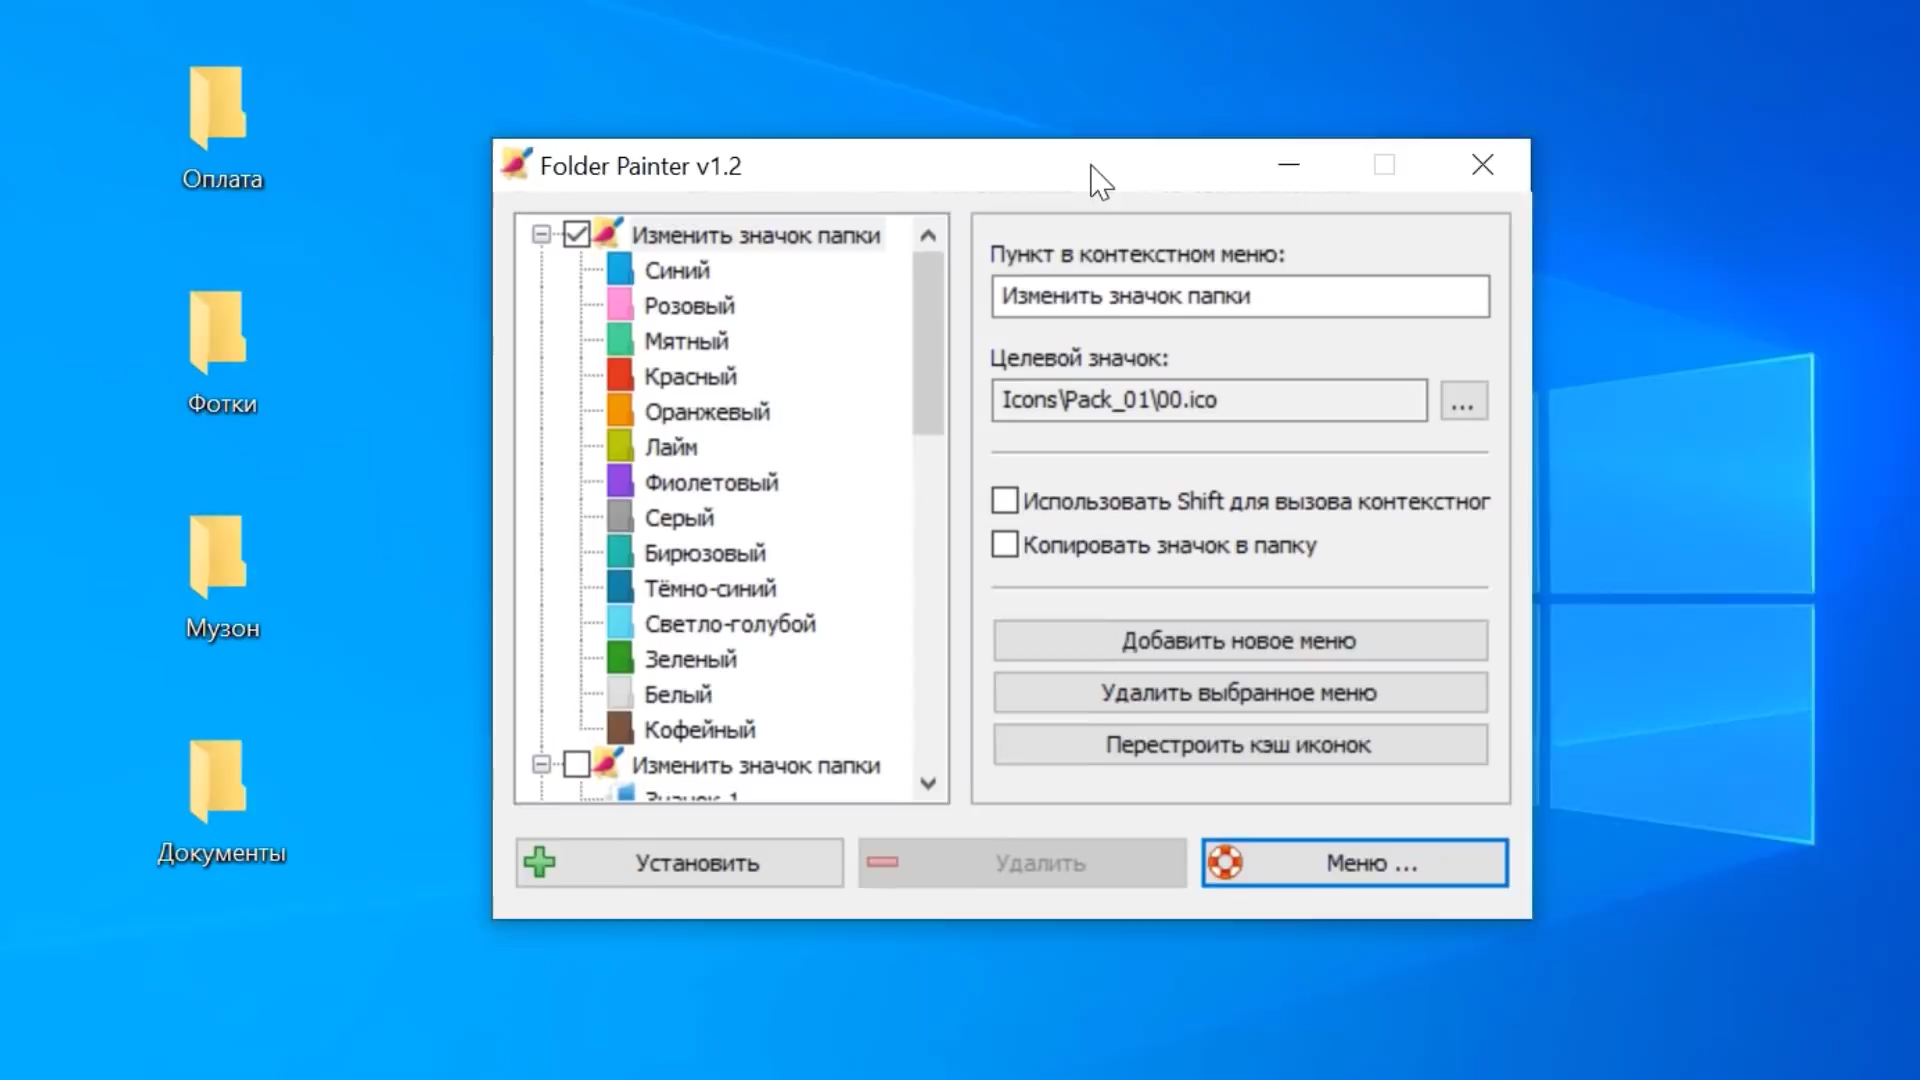 Оплата
Фотки
Музон
Документы
Folder Painter v1.2
Изменить значок папки
Синий
Розовый
Мятный
Красный
Оранжевый
Лайм
Фиолетовый
Серый
Бирюзовый
Тёмно-синий
Светло-голубой
Зеленый
Белый
Кофейный
Изменить значок папки
Значок 1
Пункт в контекстном меню:
Изменить значок папки
Целевой значок:
Icons\Pack_01\00.ico
...
Использовать Shift для вызова контекстног
Копировать значок в папку
Добавить новое меню
Удалить выбранное меню
Перестроить кэш иконок
Установить
Удалить
Меню ...